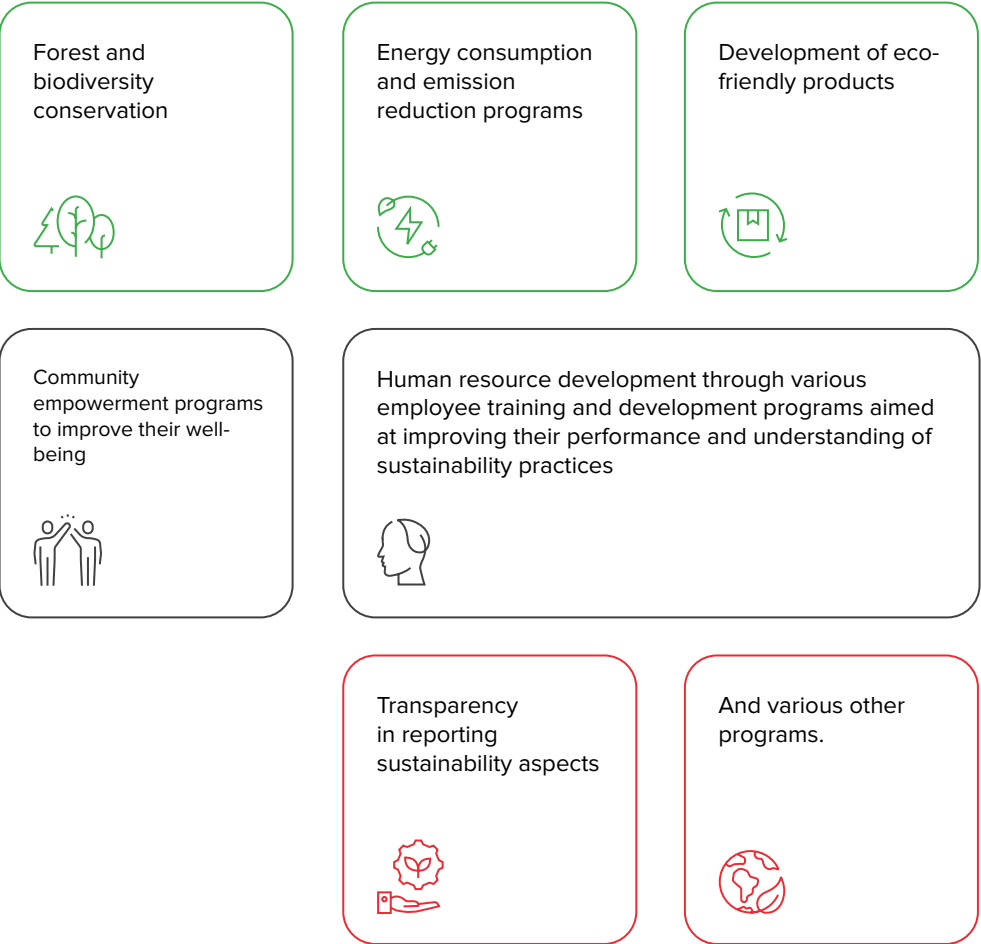 Forest and
biodiversity
conservation
Energy consumption
and emission
reduction programs
Development of eco-
friendly products
Community
empowerment programs
to improve their well-
being
Human resource development through various
employee training and development programs aimed
at improving their performance and understanding of
sustainability practices
Transparency
in reporting
sustainability aspects
And various other
programs.